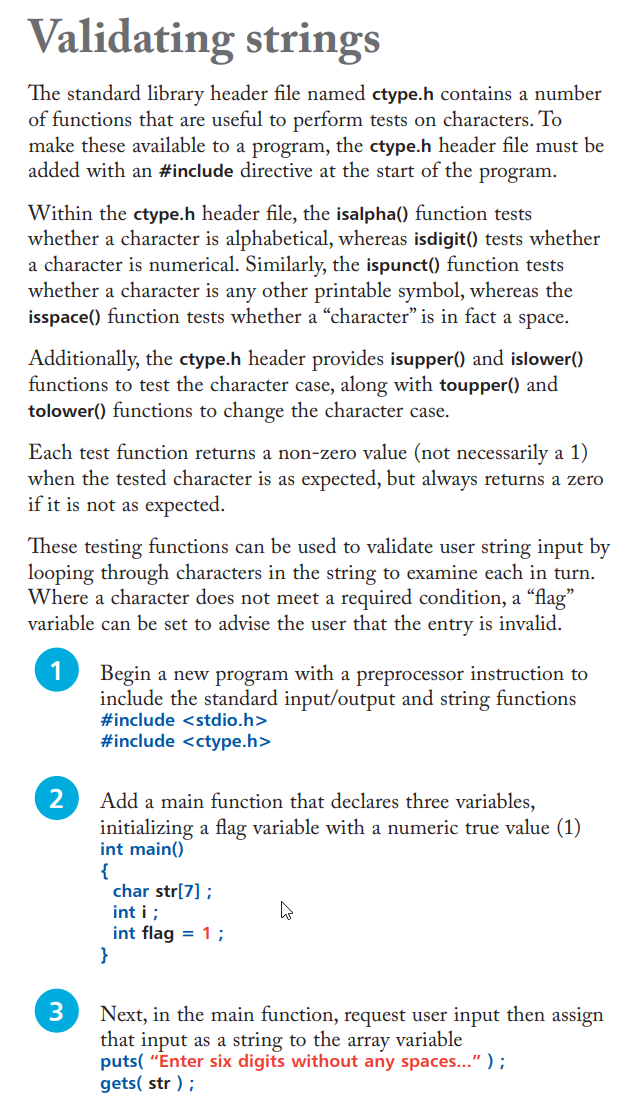 Validating strings
The standard library header file named ctype.h contains a number
of functions that are useful to perform tests on characters. To
make these available to a program, the ctype.h header file must be
added with an #include directive at the start of the program.
Within the ctype.h header file, the isalpha() function tests
whether a character is alphabetical, whereas isdigit() tests whether
a character is numerical. Similarly, the ispunct() function tests
whether a character is any other printable symbol, whereas the
isspace() function tests whether a “character” is in fact a space.
Additionally, the ctype.h header provides isupper() and islower()
functions to test the character case, along with toupper() and
tolower() functions to change the character case.
Each test function returns a non-zero value (not necessarily a 1)
when the tested character is as expected, but always returns a zero
if it is not as expected.
These testing functions can be used to validate user string input by
looping through characters in the string to examine each in turn.
Where a character does not meet a required condition, a “flag”
variable can be set to advise the user that the entry is invalid.
1 Begin a new program with a preprocessor instruction to
include the standard input/output and string functions
#include <stdio.h>
#include <ctype.h>
2 Add a main function that declares three variables,
initializing a flag variable with a numeric true value (1)
int main()
{
char str[7] ;
int i ;
int flag = 1 ;
}
3 Next, in the main function, request user input then assign
that input as a string to the array variable
puts( “Enter six digits without any spaces...” ) ;
gets( str ) ;